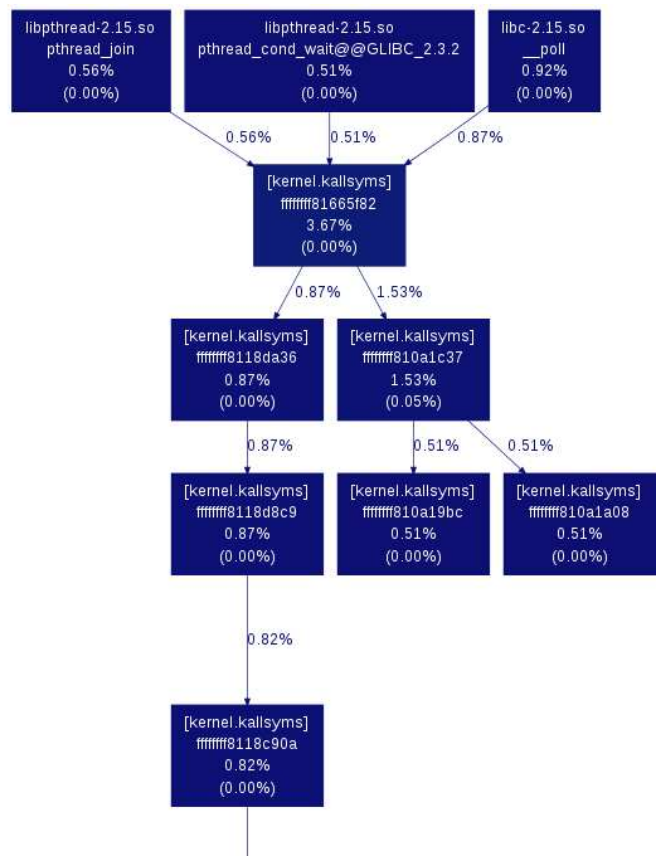 libpthread-2.15.so
pthread_join
0.56%
(0.00%)
libpthread-2.15.so
pthread_cond_wait@@GLIBC_2.3.2
0.51%
(0.00%)
libc-2.15.so
__poll
0.92%
(0.00%)
0.56%
0.51%
0.87%
[kernel.kallsyms]
ffffffff81665f82
3.67%
(0.00%)
0.87%
1.53%
[kernel.kallsyms]
ffffffff8118da36
0.87%
(0.00%)
[kernel.kallsyms]
ffffffff810a1c37
1.53%
(0.05%)
0.87%
0.51%
0.51%
[kernel.kallsyms]
ffffffff8118d8c9
0.87%
(0.00%)
[kernel.kallsyms]
ffffffff810a19bc
0.51%
(0.00%)
[kernel.kallsyms]
ffffffff810a1a08
0.51%
(0.00%)
0.82%
[kernel.kallsyms]
ffffffff8118c90a
0.82%
(0.00%)